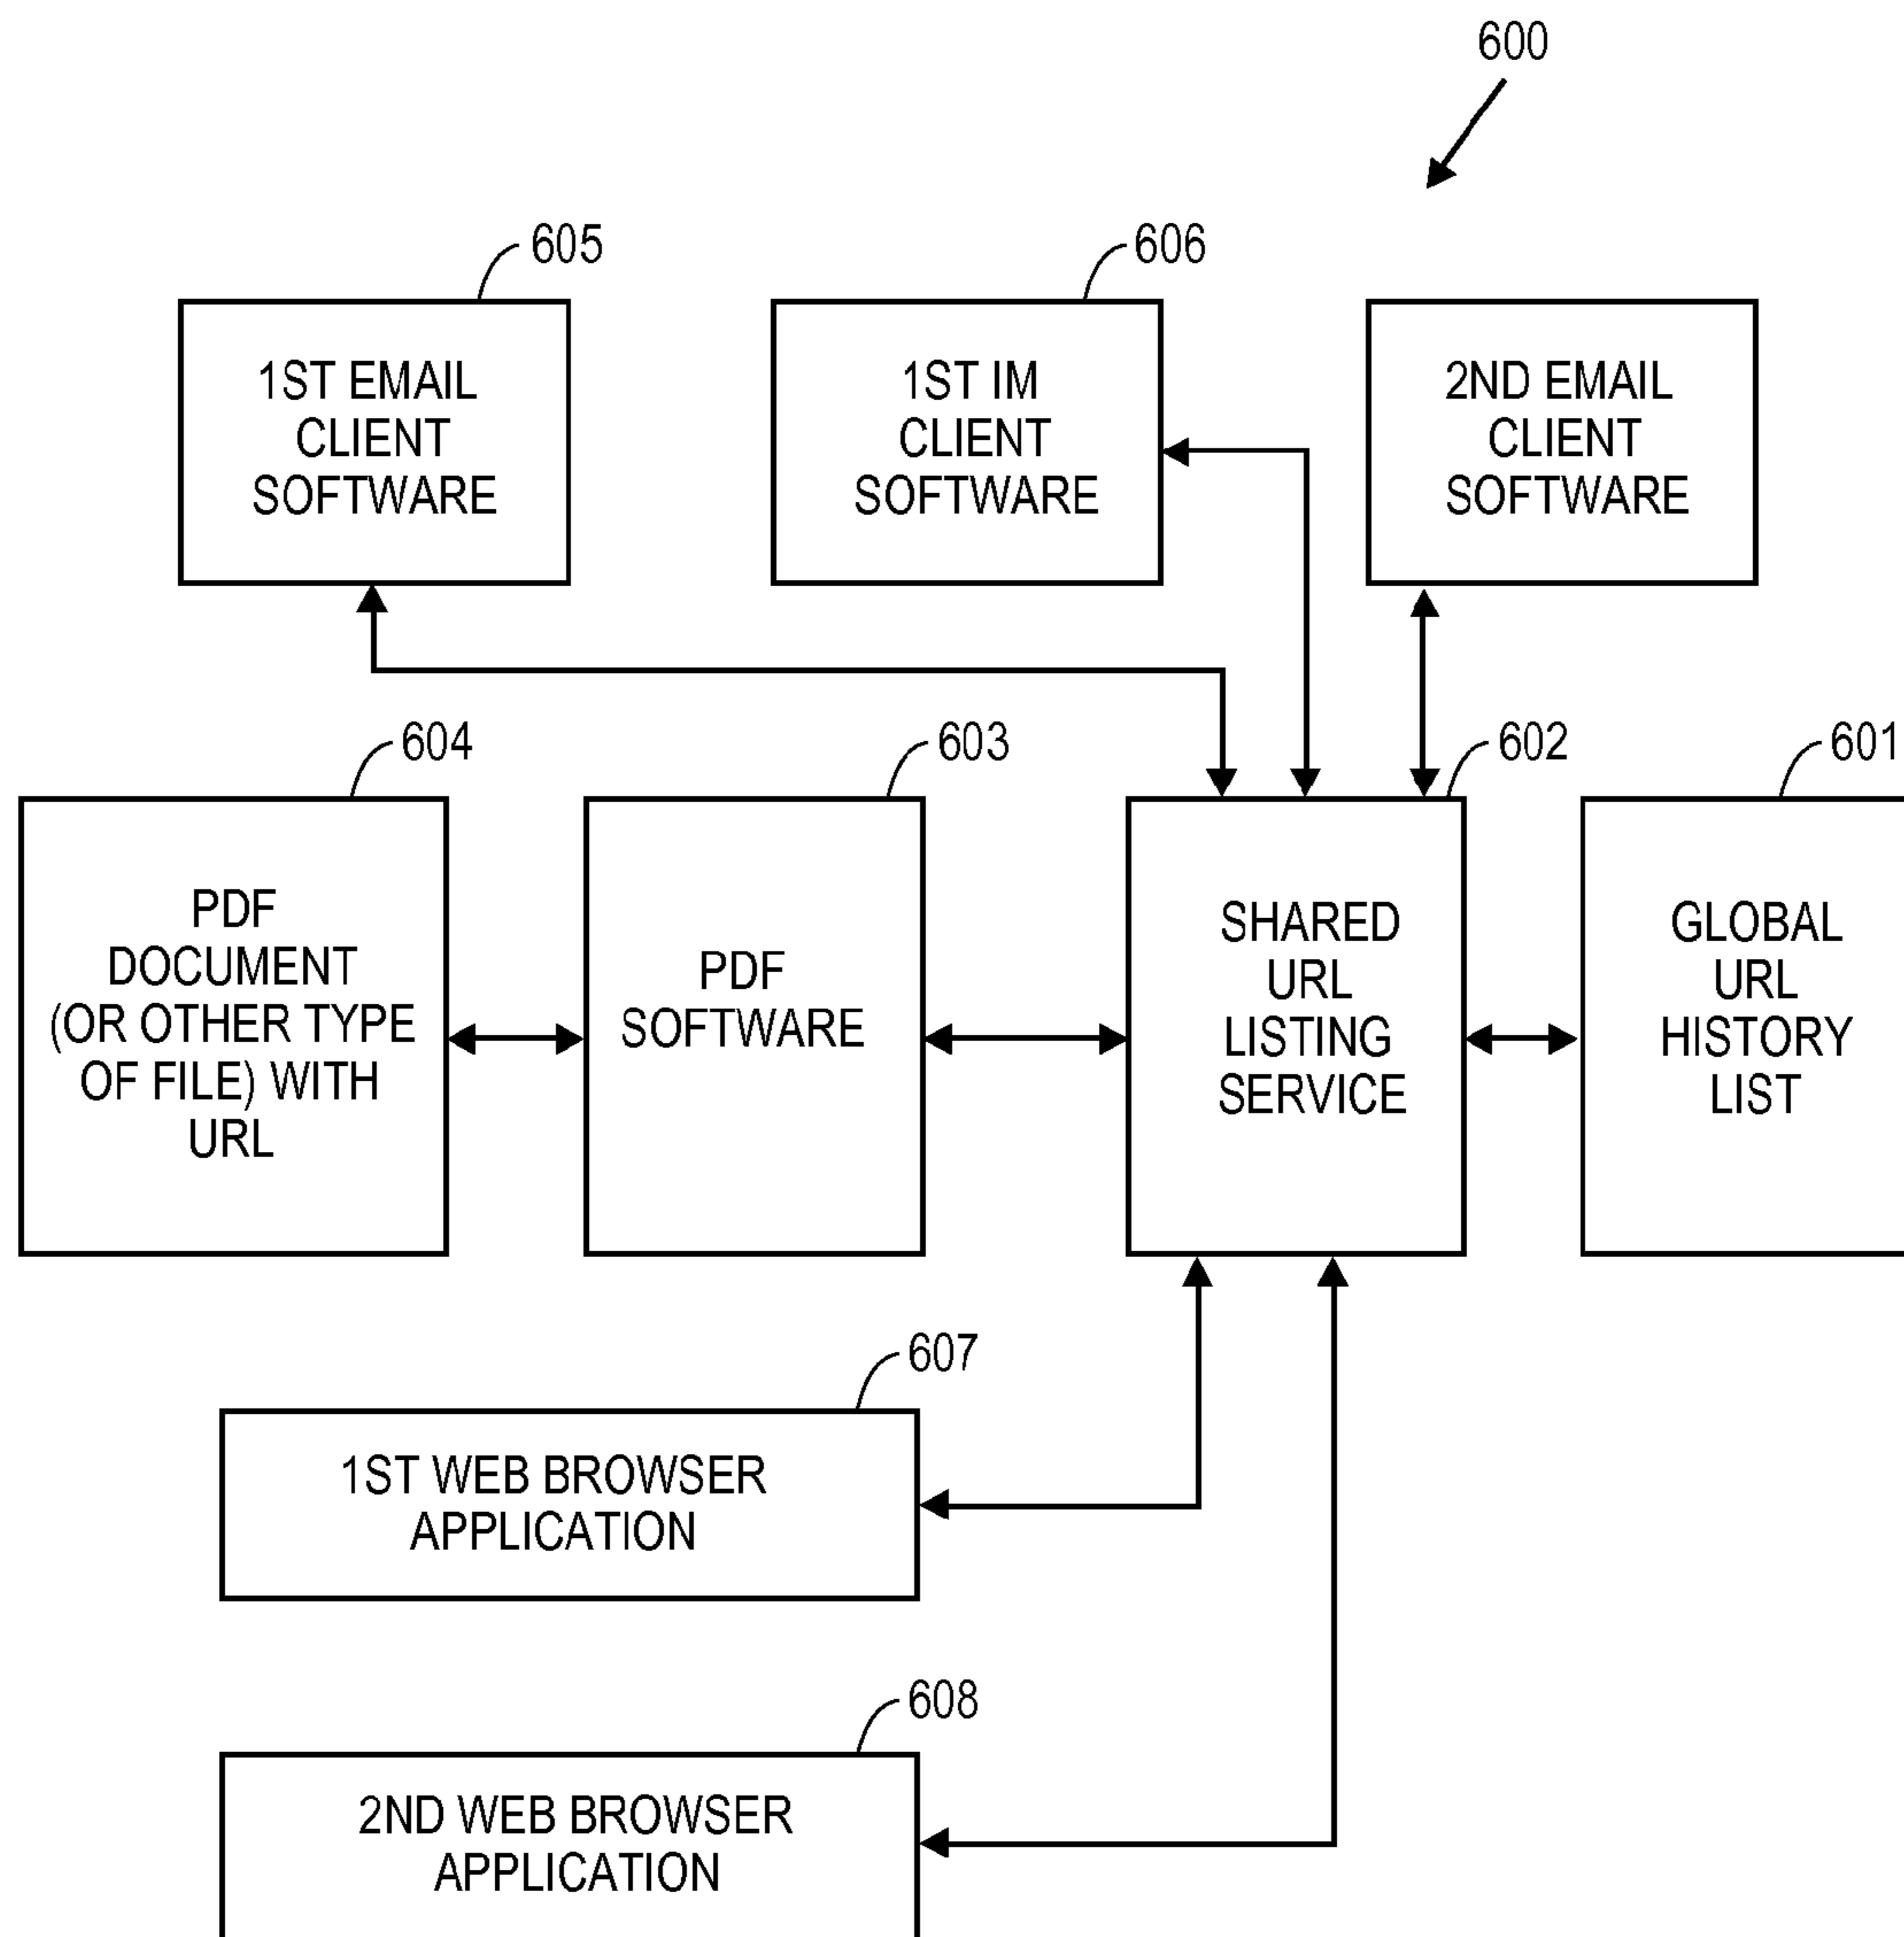 600
605
606
1ST EMAIL
CLIENT
SOFTWARE
1ST IM
CLIENT
SOFTWARE
2ND EMAIL
CLIENT
SOFTWARE
604
603
602
601
PDF
DOCUMENT
(OR OTHER TYPE
OF FILE) WITH
URL
PDF
SOFTWARE
SHARED
URL
LISTING
SERVICE
GLOBAL
URL
HISTORY
LIST
607
1ST WEB BROWSER
APPLICATION
608
2ND WEB BROWSER
APPLICATION